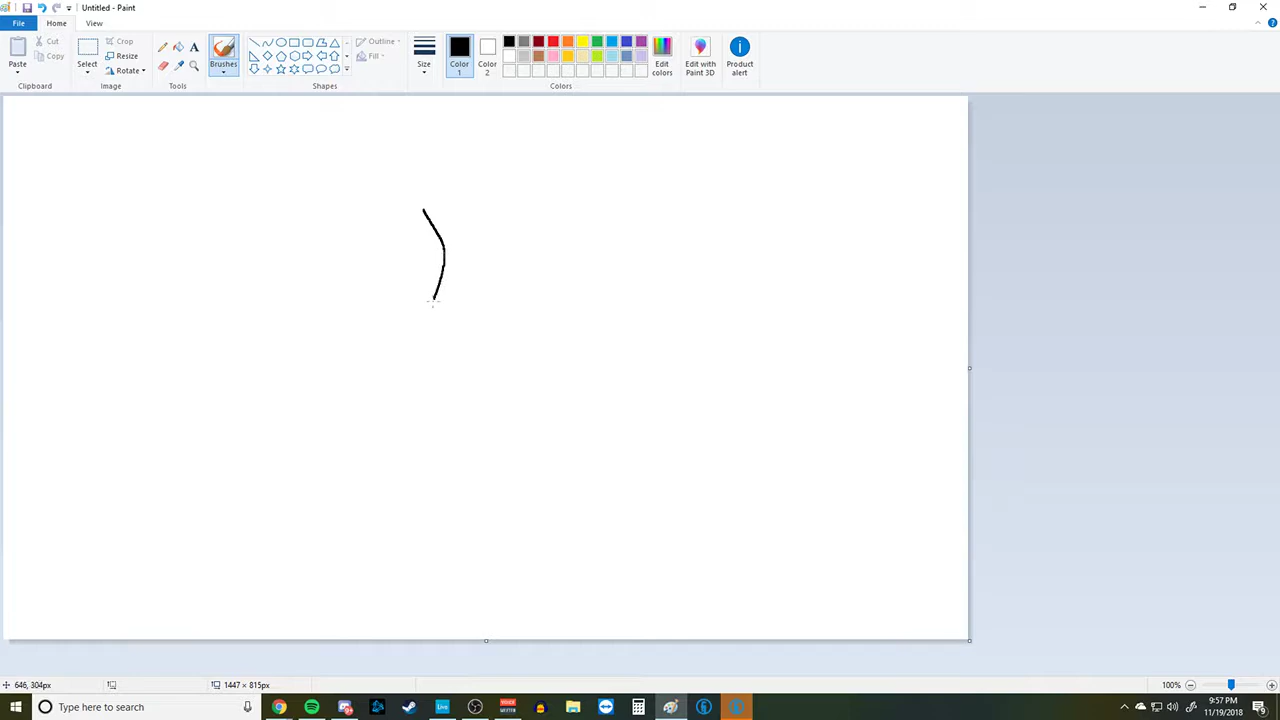 Untitled - Paint
File Home View
Paste
Cut
Copy
Clipboard
Select
Crop
Resize
Rotate
Image
A
Tools
Brushes
Shapes
Outline
Fill
Size
Color 1
Color 2
Colors
Edit colors
Edit with Paint 3D
Product alert
646, 304px
1447 × 815px
100%
Type here to search
Live
VOICE
9:57 PM
11/19/2018